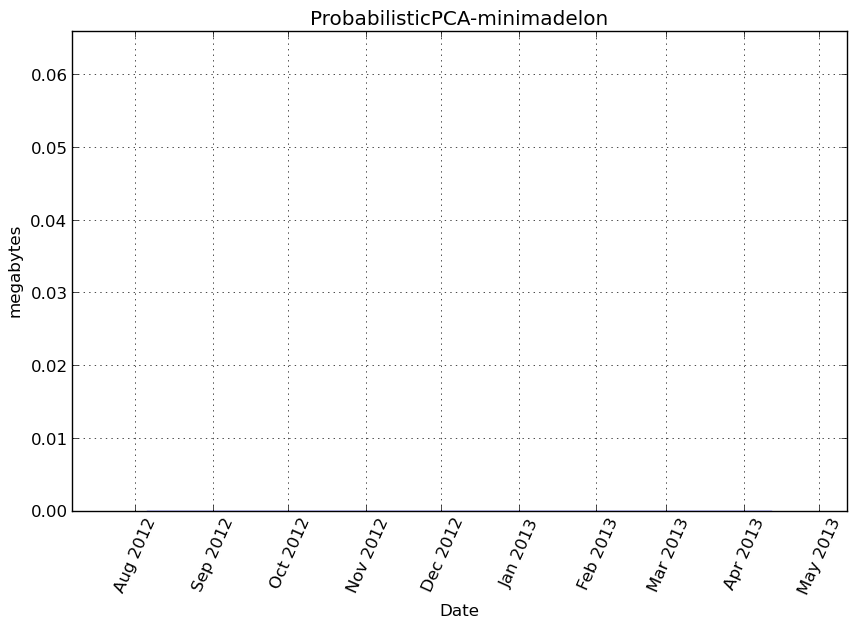 ProbabilisticPCA-minimadelon
0.06
0.05
0.04
0.03
0.02
0.01
0.00
megabytes
Aug 2012
Sep 2012
Oct 2012
Nov 2012
Dec 2012
Jan 2013
Feb 2013
Mar 2013
Apr 2013
May 2013
Date